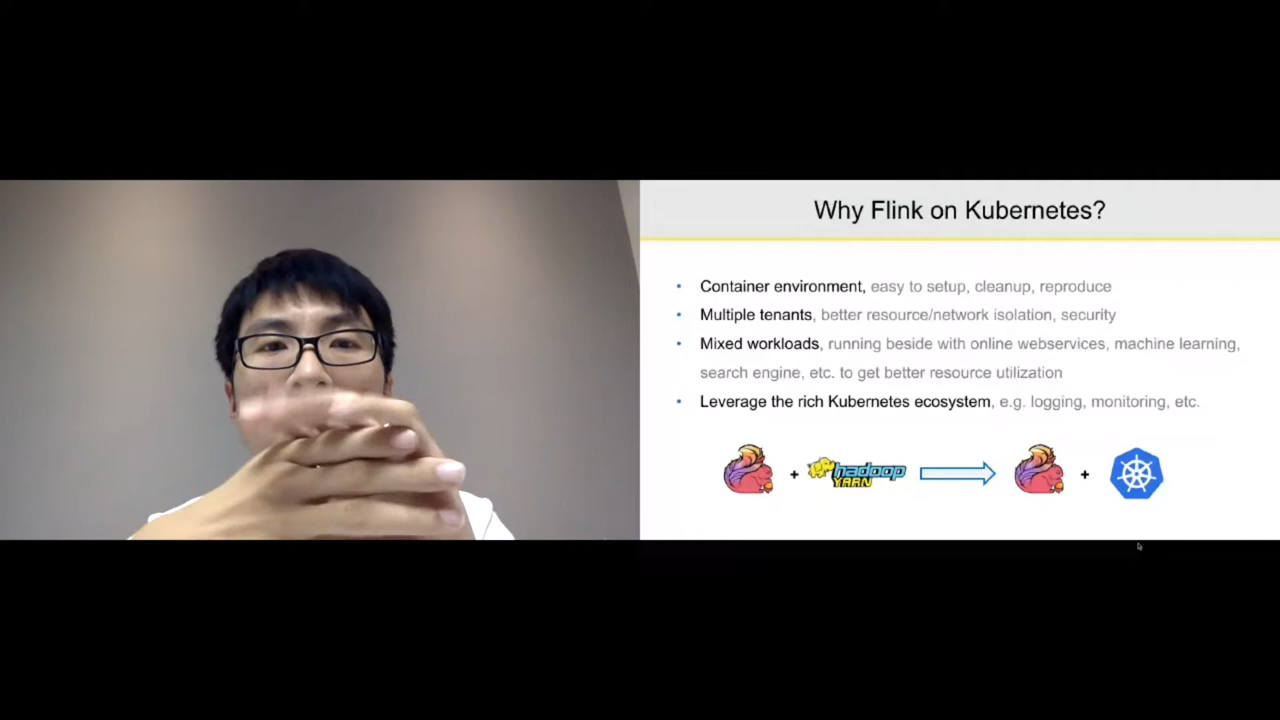 Why Flink on Kubernetes?
• Container environment, easy to setup, cleanup, reproduce
• Multiple tenants, better resource/network isolation, security
• Mixed workloads, running beside with online webservices, machine learning,
search engine, etc. to get better resource utilization
• Leverage the rich Kubernetes ecosystem, e.g. logging, monitoring, etc.
+ hadoop YARN +